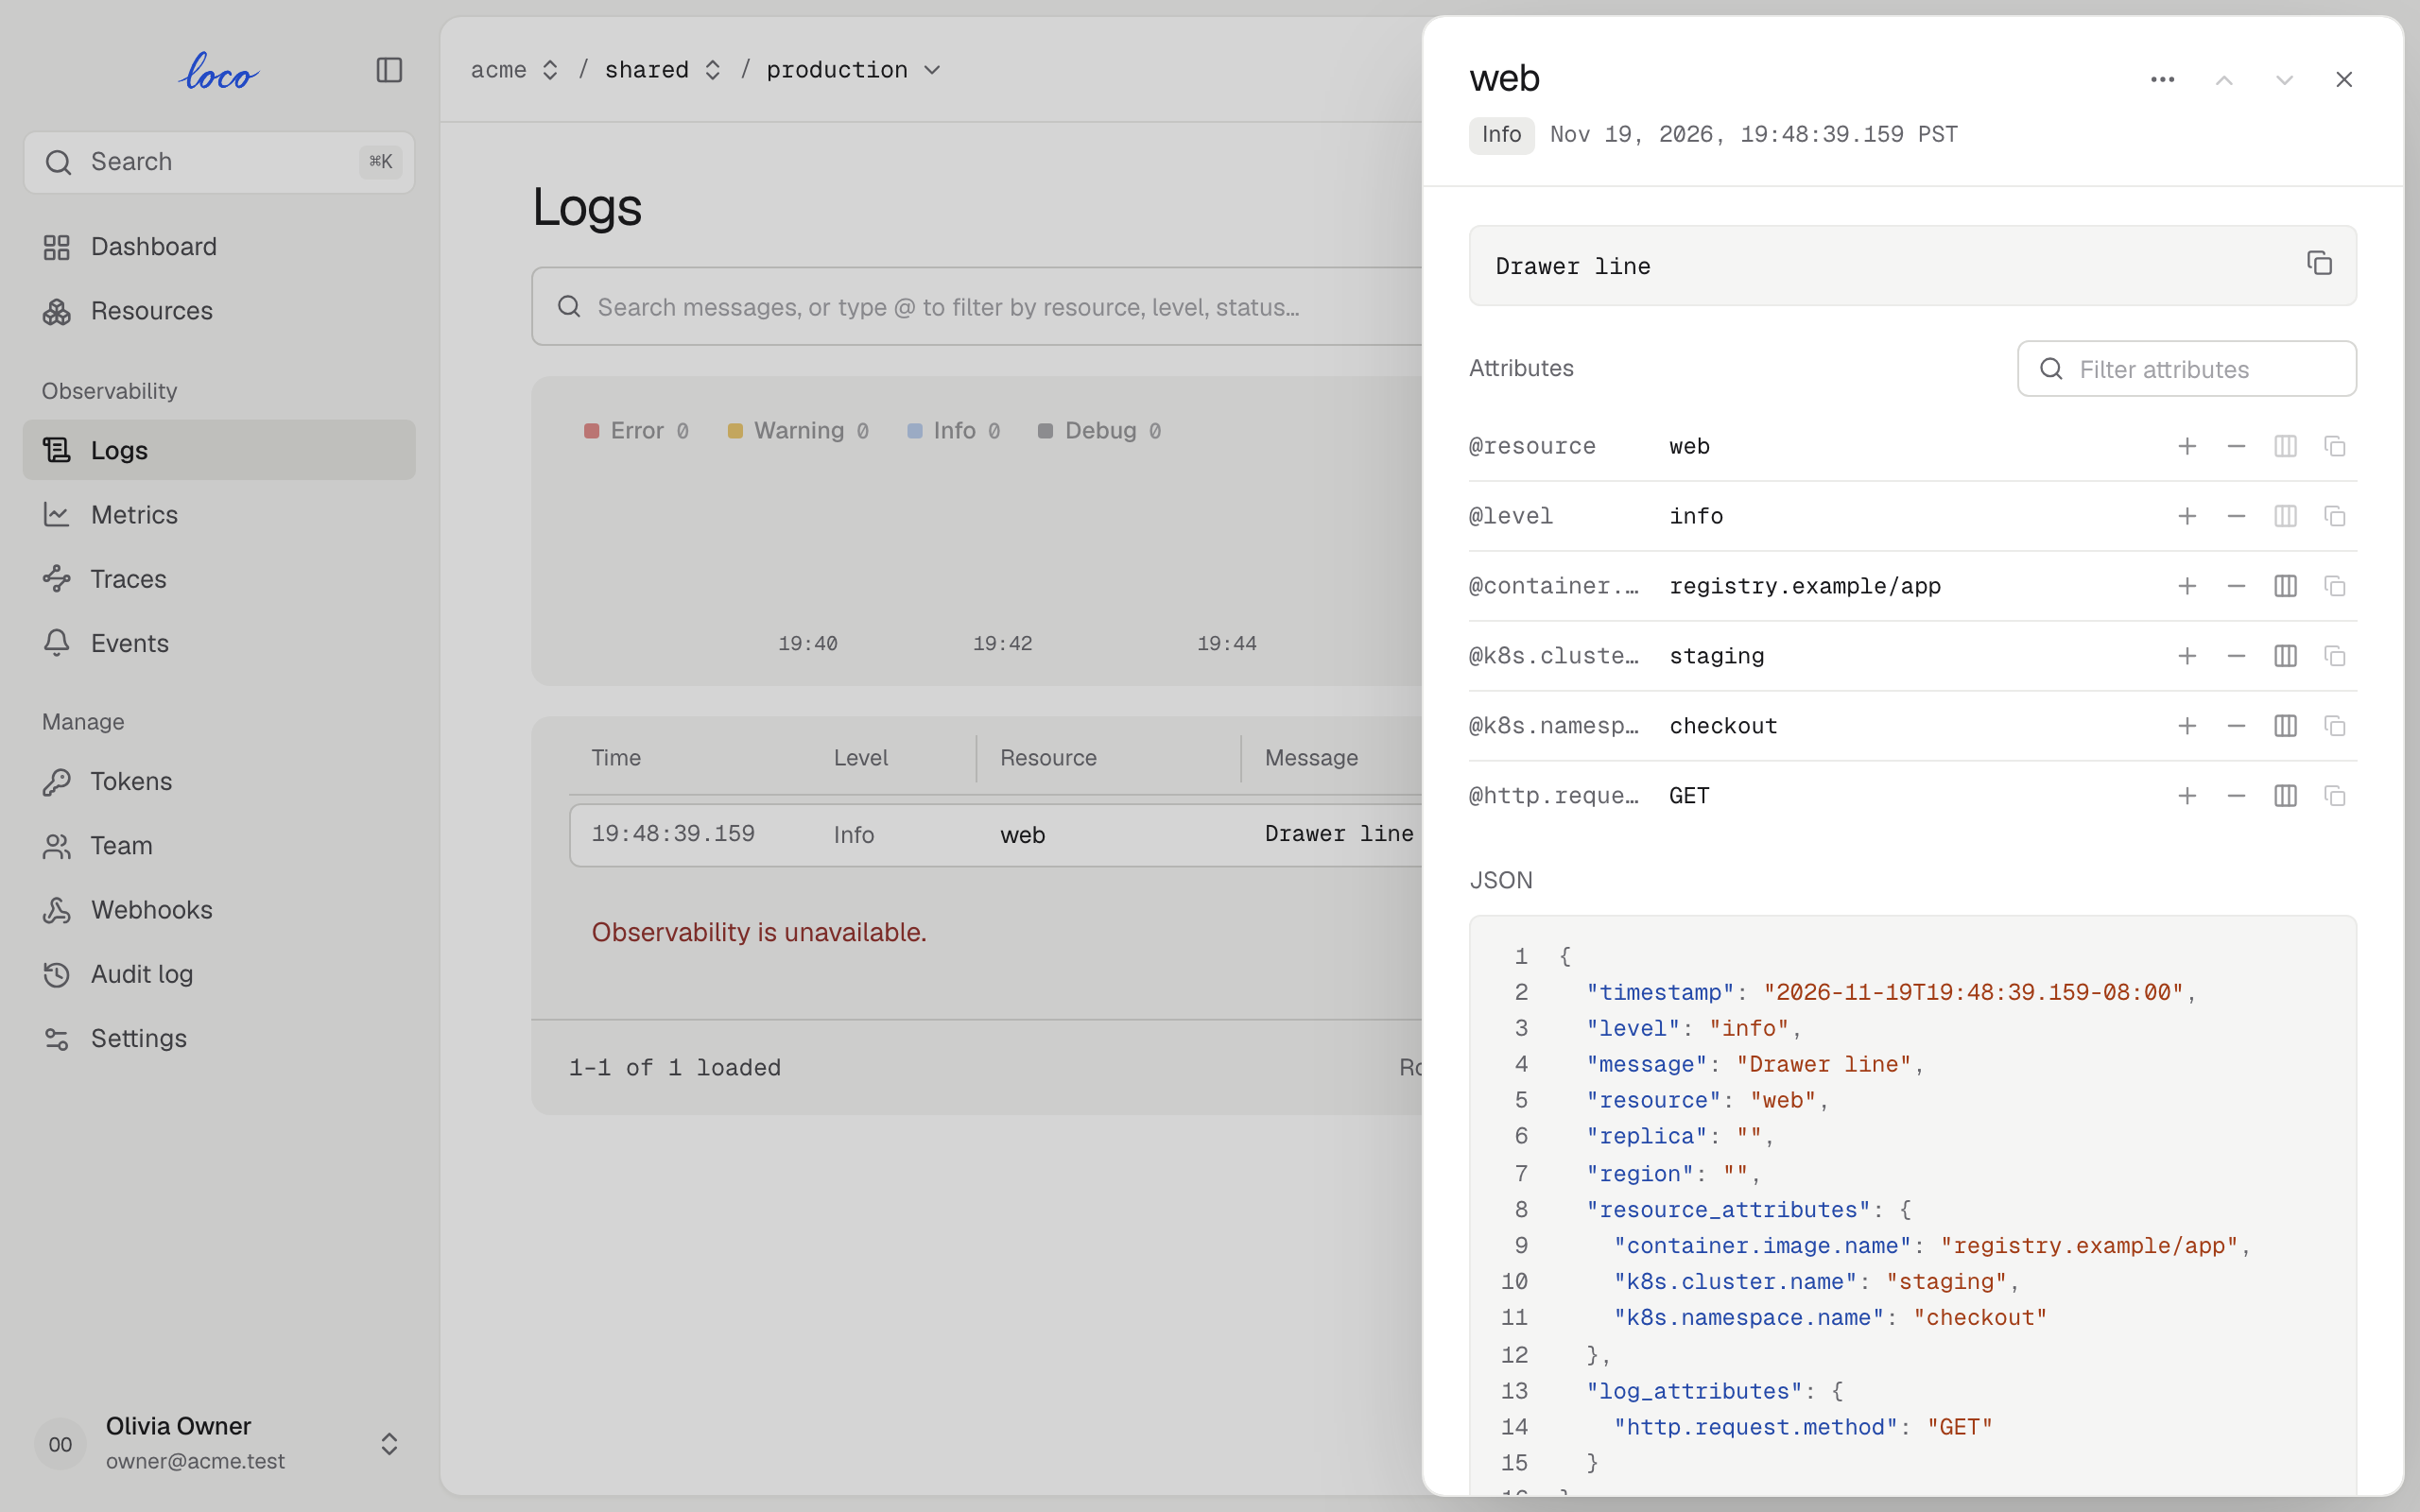 loco
Search ⌘K
Dashboard
Resources
Observability
Logs
Metrics
Traces
Events
Manage
Tokens
Team
Webhooks
Audit log
Settings
OO
Olivia Owner
owner@acme.test
acme / shared / production
Logs
Search messages, or type @ to filter by resource, level, status…
Error 0 Warning 0 Info 0 Debug 0
19:40 19:42 19:44
Time Level Resource Message
19:48:39.159 Info web Drawer line
Observability is unavailable.
1–1 of 1 loaded
web
Info Nov 19, 2026, 19:48:39.159 PST
Drawer line
Attributes
Filter attributes
@resource web
@level info
@container.… registry.example/app
@k8s.cluste… staging
@k8s.namesp… checkout
@http.reque… GET
JSON
1 {
2 "timestamp": "2026-11-19T19:48:39.159-08:00",
3 "level": "info",
4 "message": "Drawer line",
5 "resource": "web",
6 "replica": "",
7 "region": "",
8 "resource_attributes": {
9 "container.image.name": "registry.example/app",
10 "k8s.cluster.name": "staging",
11 "k8s.namespace.name": "checkout"
12 },
13 "log_attributes": {
14 "http.request.method": "GET"
15 }